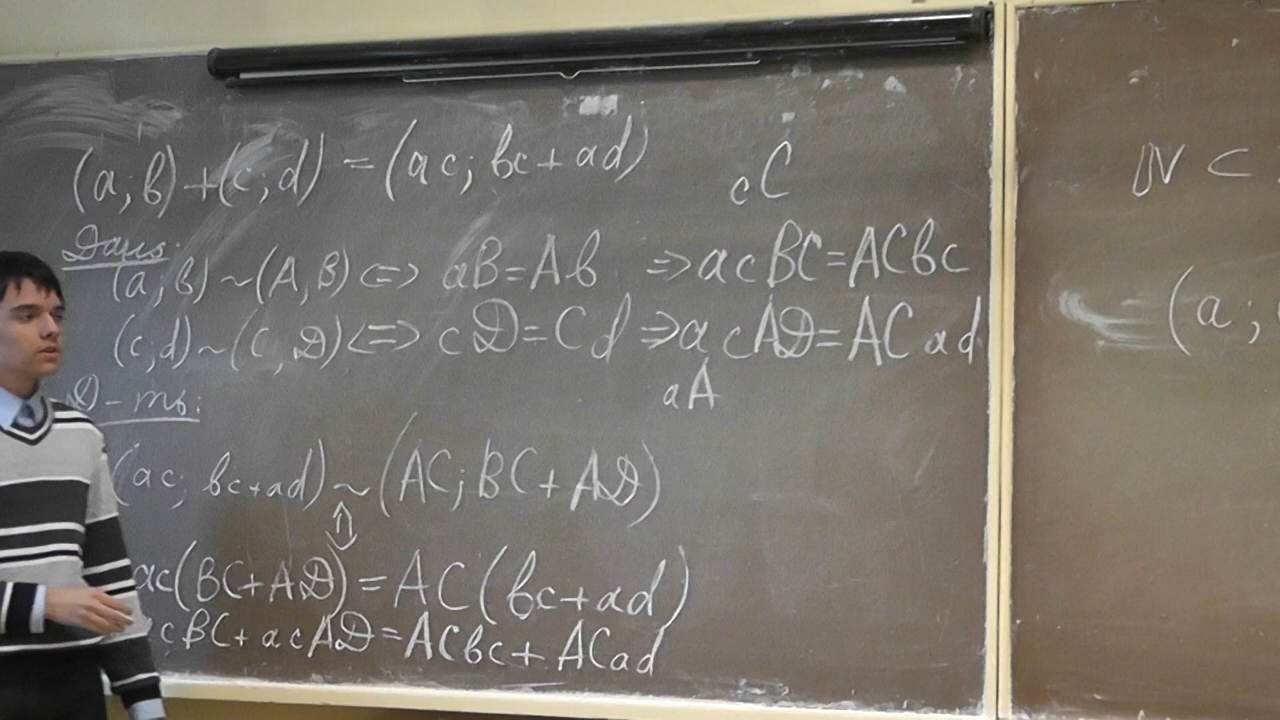 (a; b) + (c; d) = (ac; bc + ad)
cC
Дано:
(a; b) ~ (A, B) <=> aB = Ab => acBC = ACbc
(c, d) ~ (C, D) <=> cD = Cd => acAD = ACad
aA
Д-ть:
(ac; bc + ad) ~ (AC; BC + AD)
⇕
ac(BC + AD) = AC(bc + ad)
cBC + acAD = ACbc + ACad
N ⊂
(a;